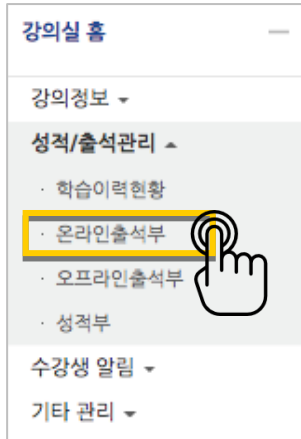 강의실 홈
강의정보
성적/출석관리
· 학습이력현황
· 온라인출석부
· 오프라인출석부
· 성적부
수강생 알림
기타 관리